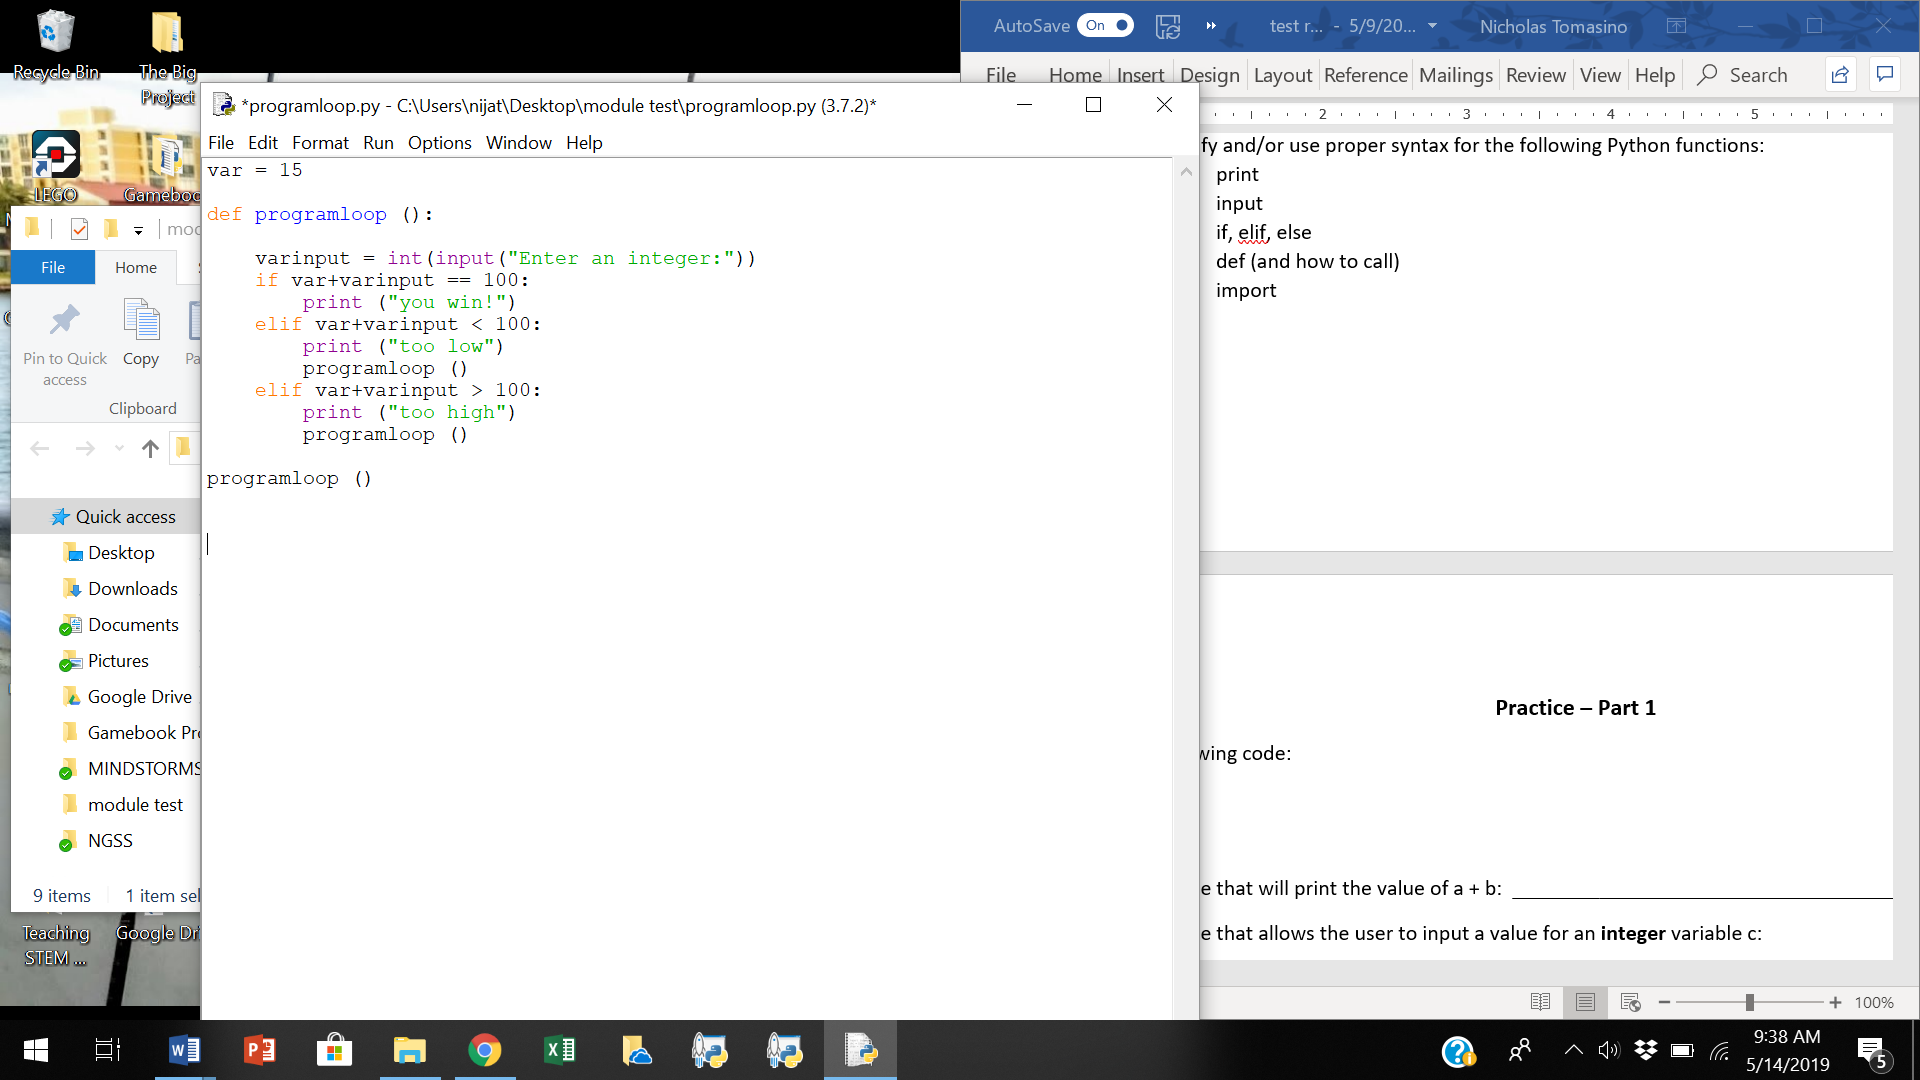 Recycle Bin
The Big
Project
LEGO
Gameboo
AutoSave On
test r... - 5/9/20...
Nicholas Tomasino
File Home Insert Design Layout Reference Mailings Review View Help Search
*programloop.py - C:\Users\nijat\Desktop\module test\programloop.py (3.7.2)*
File Edit Format Run Options Window Help
var = 15
def programloop ():
varinput = int(input("Enter an integer:"))
if var+varinput == 100:
print ("you win!")
elif var+varinput < 100:
print ("too low")
programloop ()
elif var+varinput > 100:
print ("too high")
programloop ()
programloop ()
mod
File Home
Pin to Quick
access
Copy
Pa
Clipboard
Quick access
Desktop
Downloads
Documents
Pictures
Google Drive
Gamebook Pro
MINDSTORMS
module test
NGSS
9 items 1 item sel
Teaching
STEM ...
Google Dri
2 3 4 5
fy and/or use proper syntax for the following Python functions:
print
input
if, elif, else
def (and how to call)
import
Practice – Part 1
wing code:
e that will print the value of a + b:
e that allows the user to input a value for an integer variable c:
100%
9:38 AM
5/14/2019
5